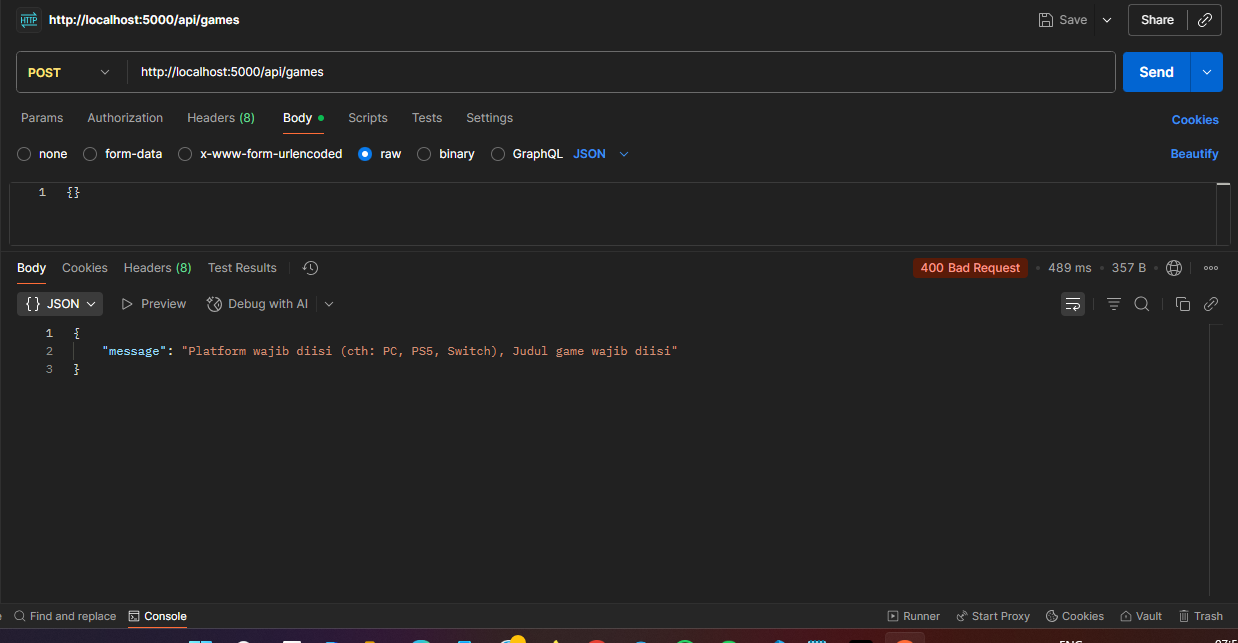 HTTP http://localhost:5000/api/games Save Share
POST http://localhost:5000/api/games Send
Params Authorization Headers (8) Body Scripts Tests Settings Cookies
none form-data x-www-form-urlencoded raw binary GraphQL JSON Beautify
1 {}
Body Cookies Headers (8) Test Results 400 Bad Request • 489 ms • 357 B •
{} JSON Preview Debug with AI
1 {
2 "message": "Platform wajib diisi (cth: PC, PS5, Switch), Judul game wajib diisi"
3 }
Find and replace Console Runner Start Proxy Cookies Vault Trash